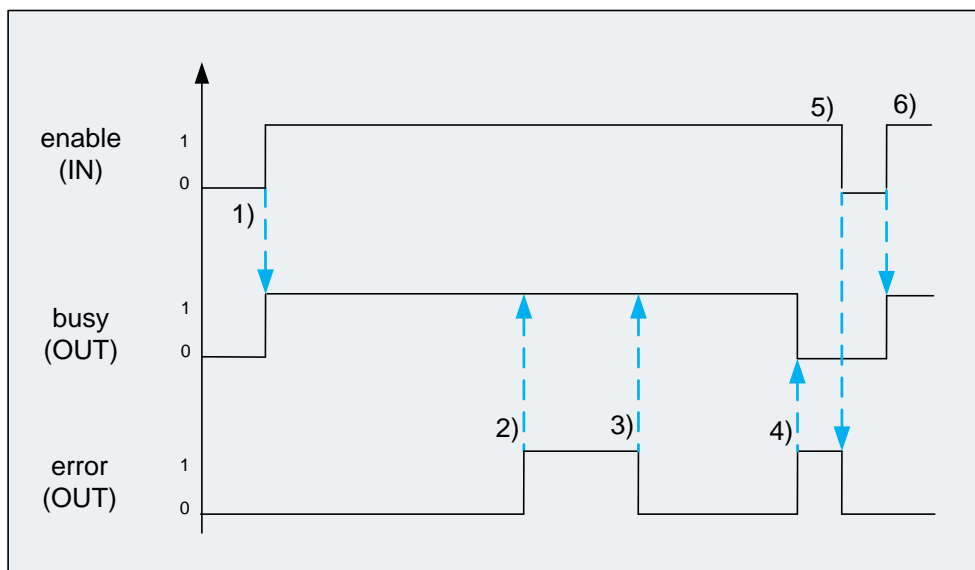 5)
6)
enable
(IN)
1
0
1)
busy
(OUT)
1
0
2)
3)
4)
error
(OUT)
1
0